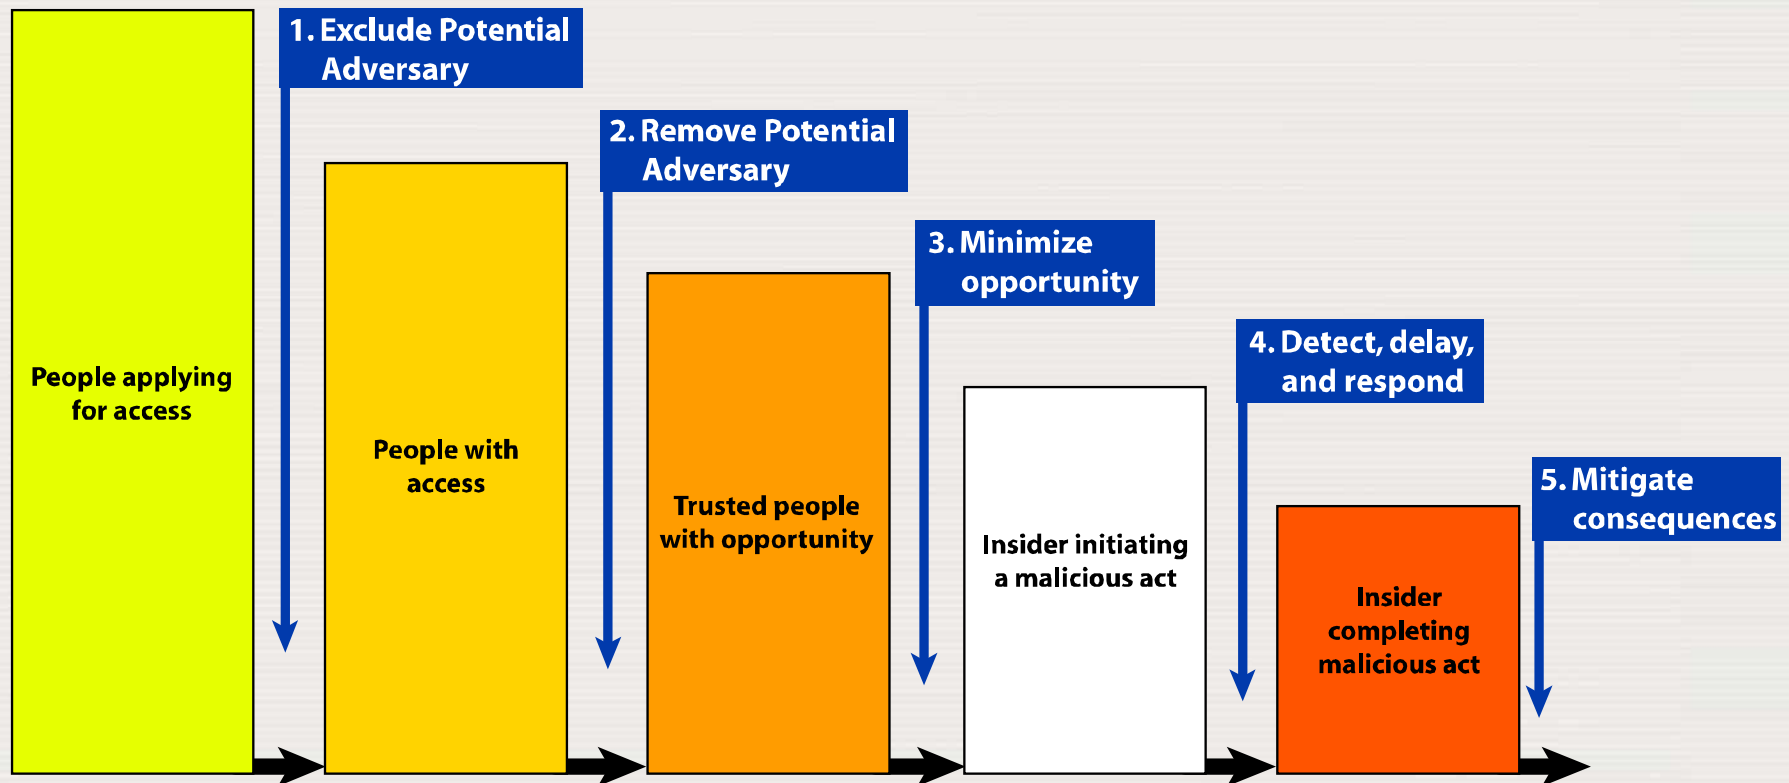 1. Exclude Potential
Adversary
2. Remove Potential
Adversary
3. Minimize
opportunity
4. Detect, delay,
and respond
5. Mitigate
consequences
People applying
for access
People with
access
Trusted people
with opportunity
Insider initiating
a malicious act
Insider
completing
malicious act